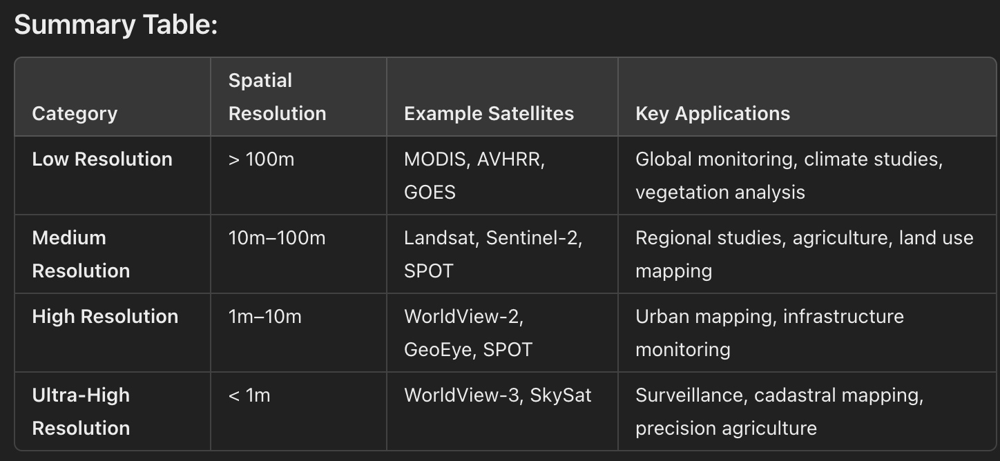 Summary Table:
Category
Spatial
Resolution
Example Satellites
Key Applications
Low Resolution
> 100m
MODIS, AVHRR,
GOES
Global monitoring, climate studies,
vegetation analysis
Medium
Resolution
10m–100m
Landsat, Sentinel-2,
SPOT
Regional studies, agriculture, land use
mapping
High Resolution
1m–10m
WorldView-2,
GeoEye, SPOT
Urban mapping, infrastructure
monitoring
Ultra-High
Resolution
< 1m
WorldView-3, SkySat
Surveillance, cadastral mapping,
precision agriculture